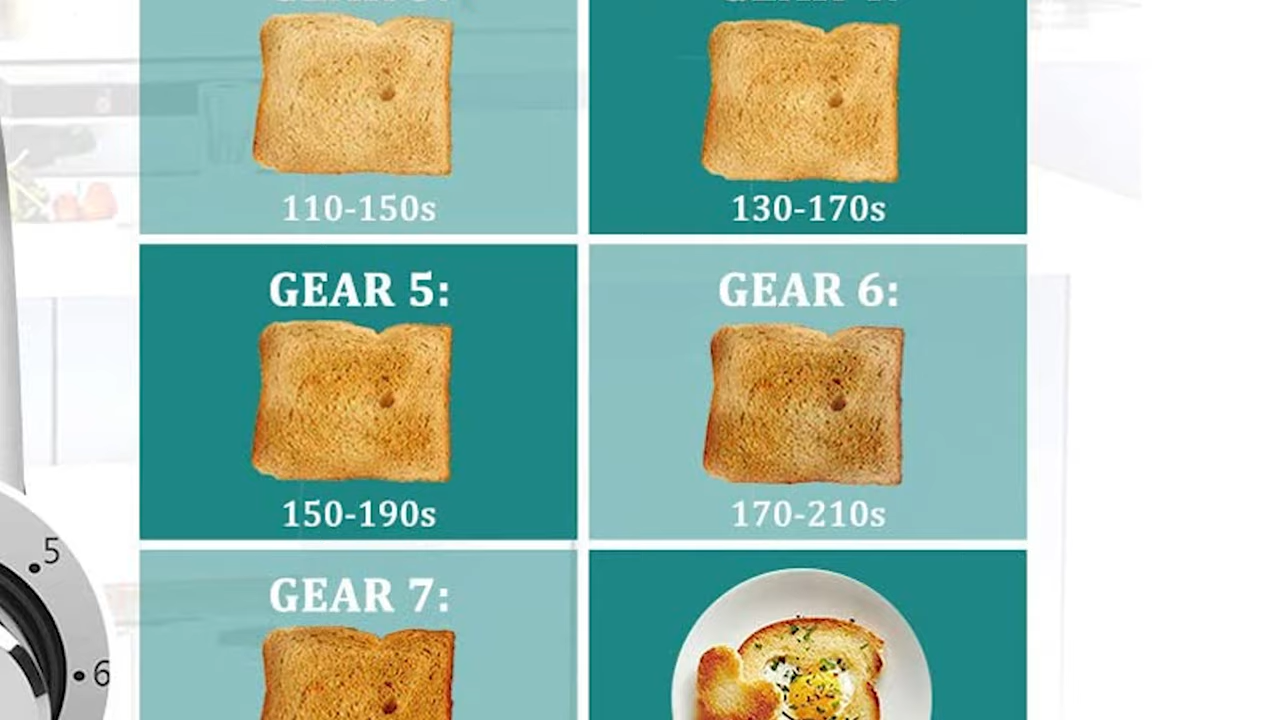 110-150s
130-170s
GEAR 5:
GEAR 6:
150-190s
170-210s
5
GEAR 7:
6